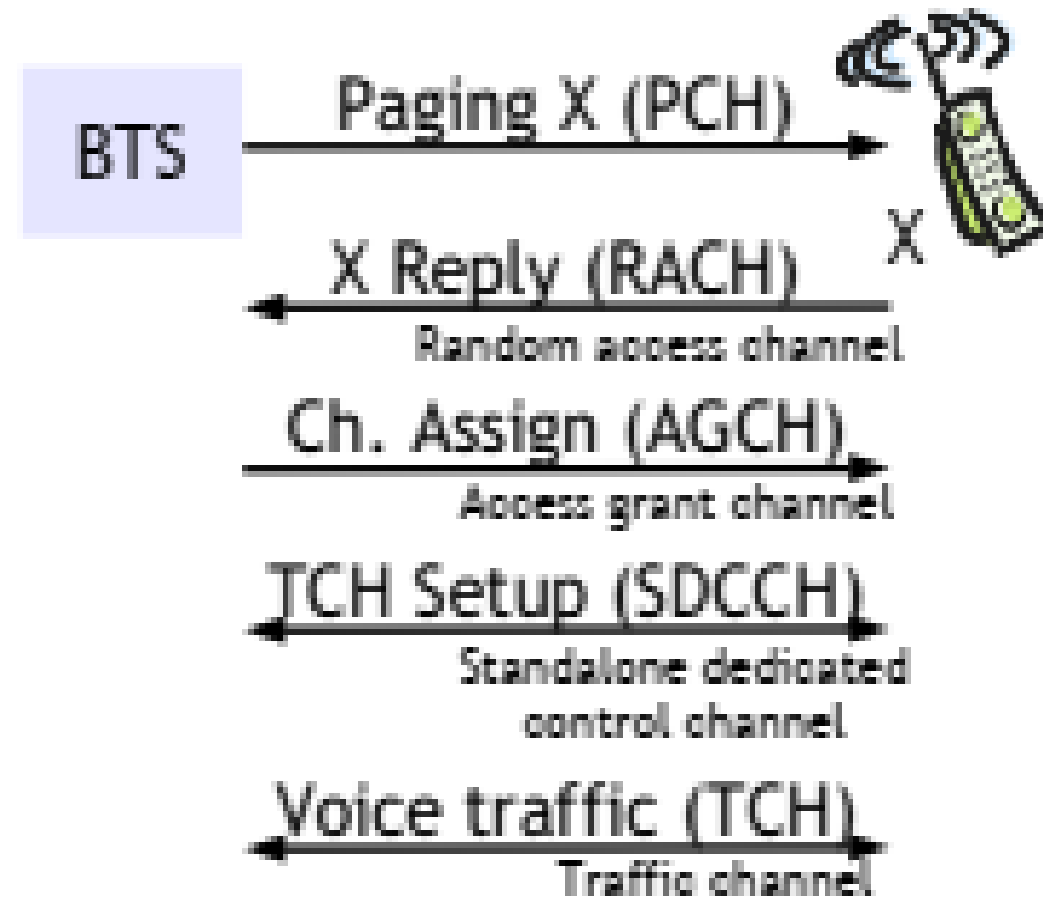 Paging X (PCH)
BTS
X
X Reply (RACH)
Random access channel
Ch. Assign (AGCH)
Access grant channel
TCH Setup (SDCCH)
Standalone dedicated
control channel
Voice traffic (TCH)
Traffic channel